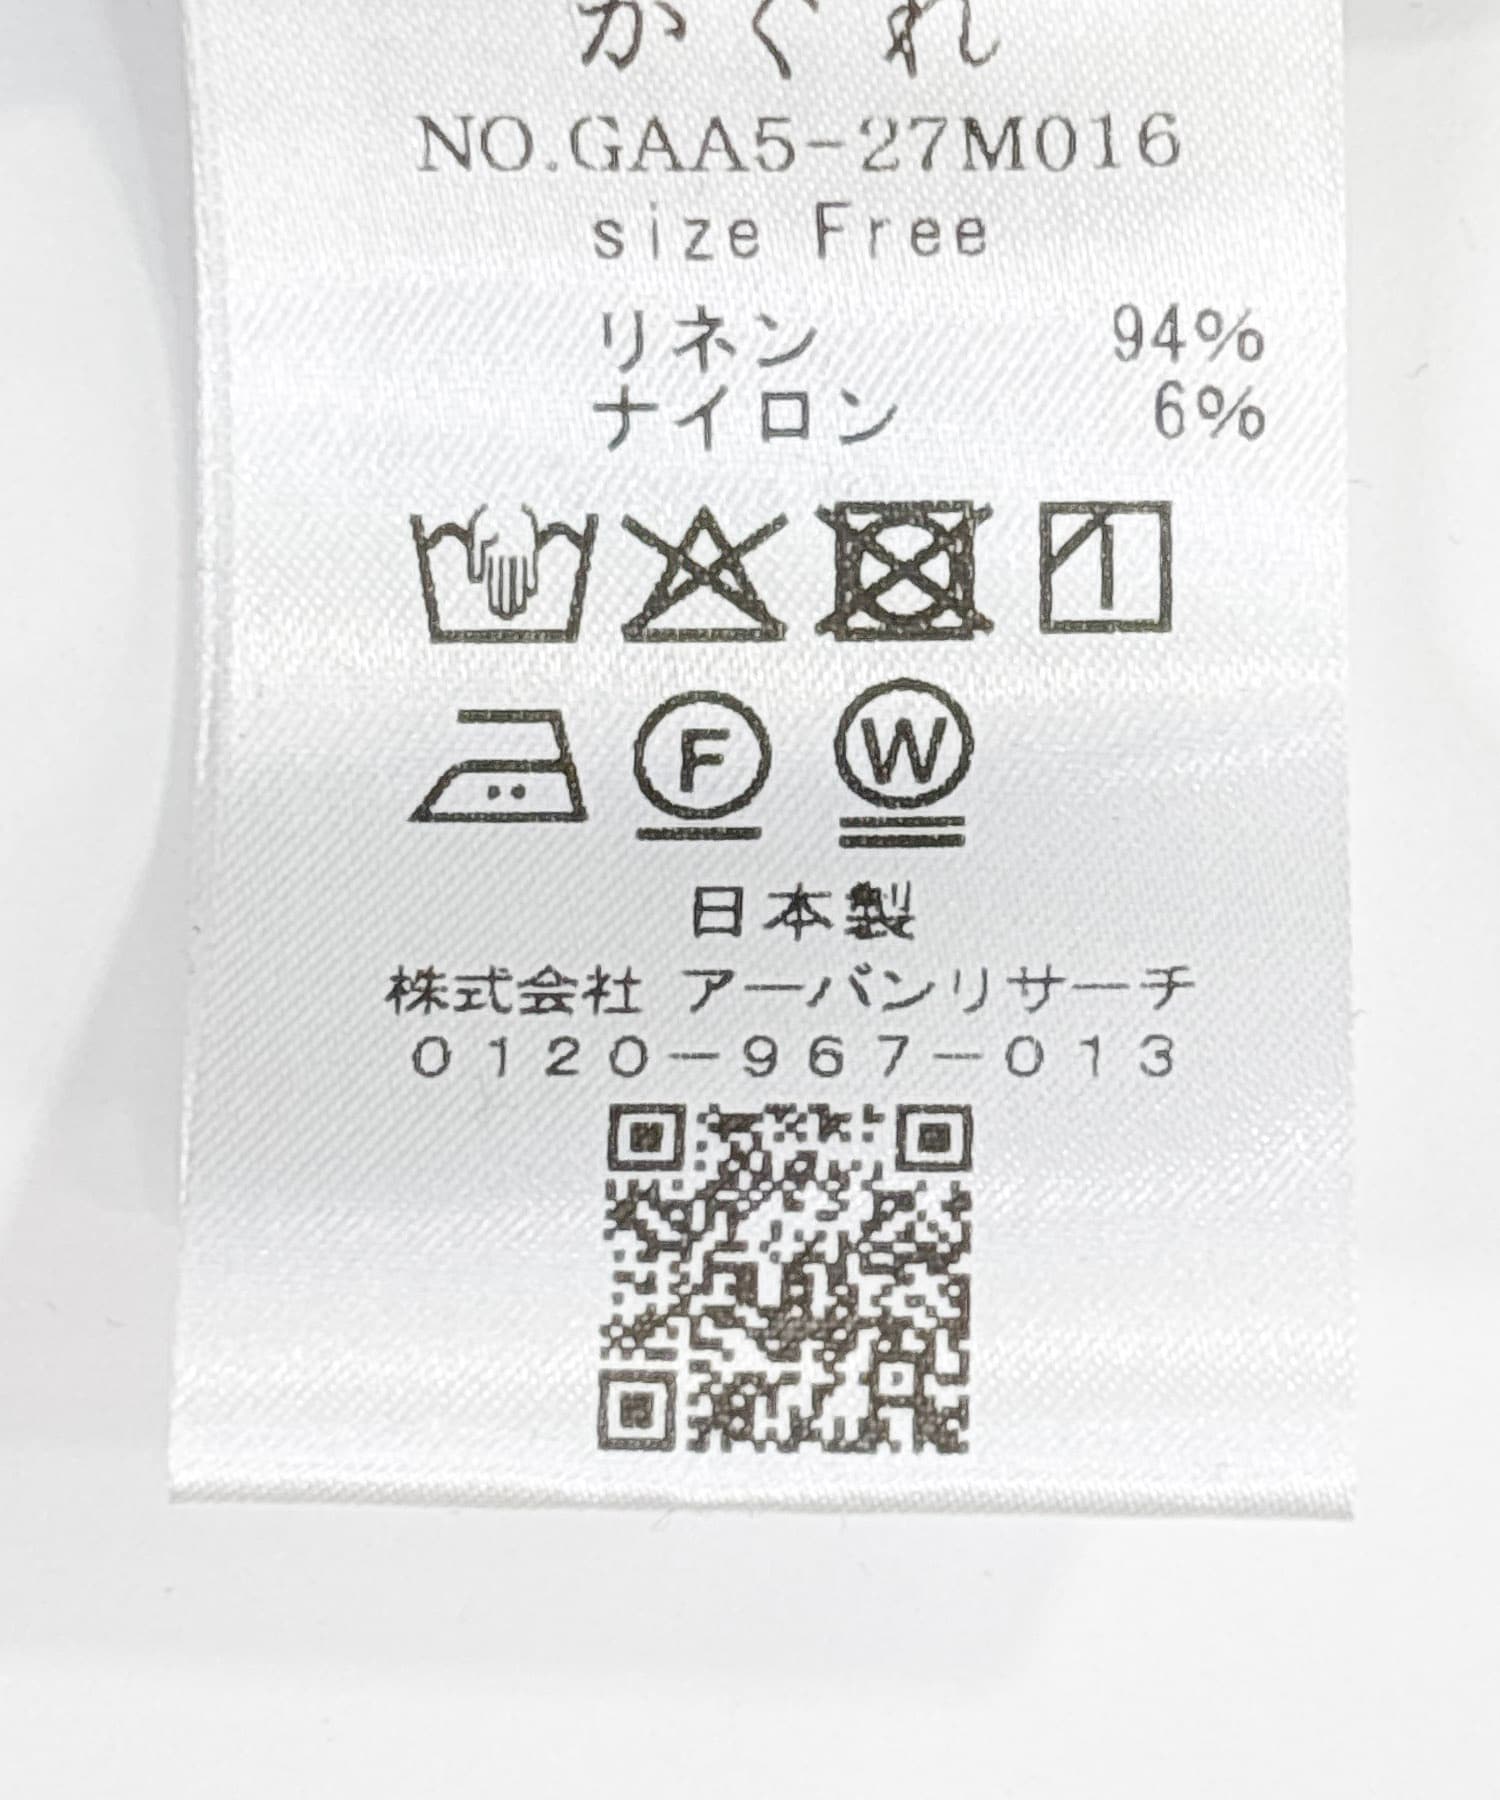 かぐれ
NO.GAA5-27M016
size Free
リネン 94%
ナイロン 6%
F W
日本製
株式会社 アーバンリサーチ
0120-967-013